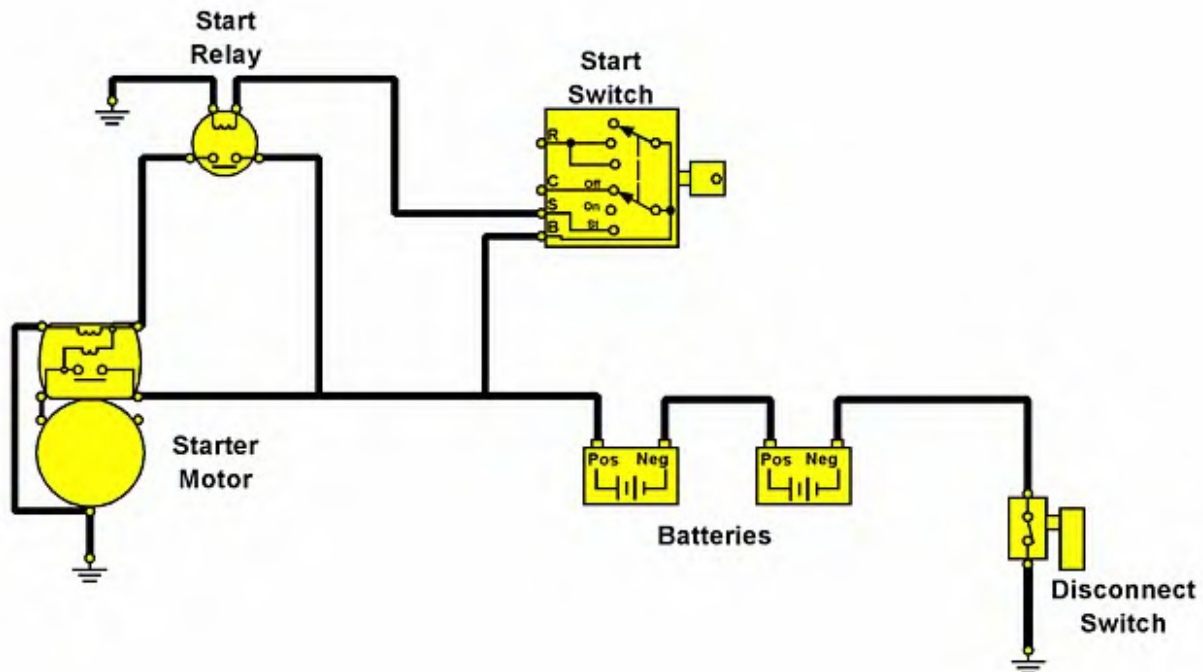 Start
Relay
Start
Switch
R
C
Off
S
On
B
St
Starter
Motor
Pos Neg
Pos Neg
Batteries
Disconnect
Switch